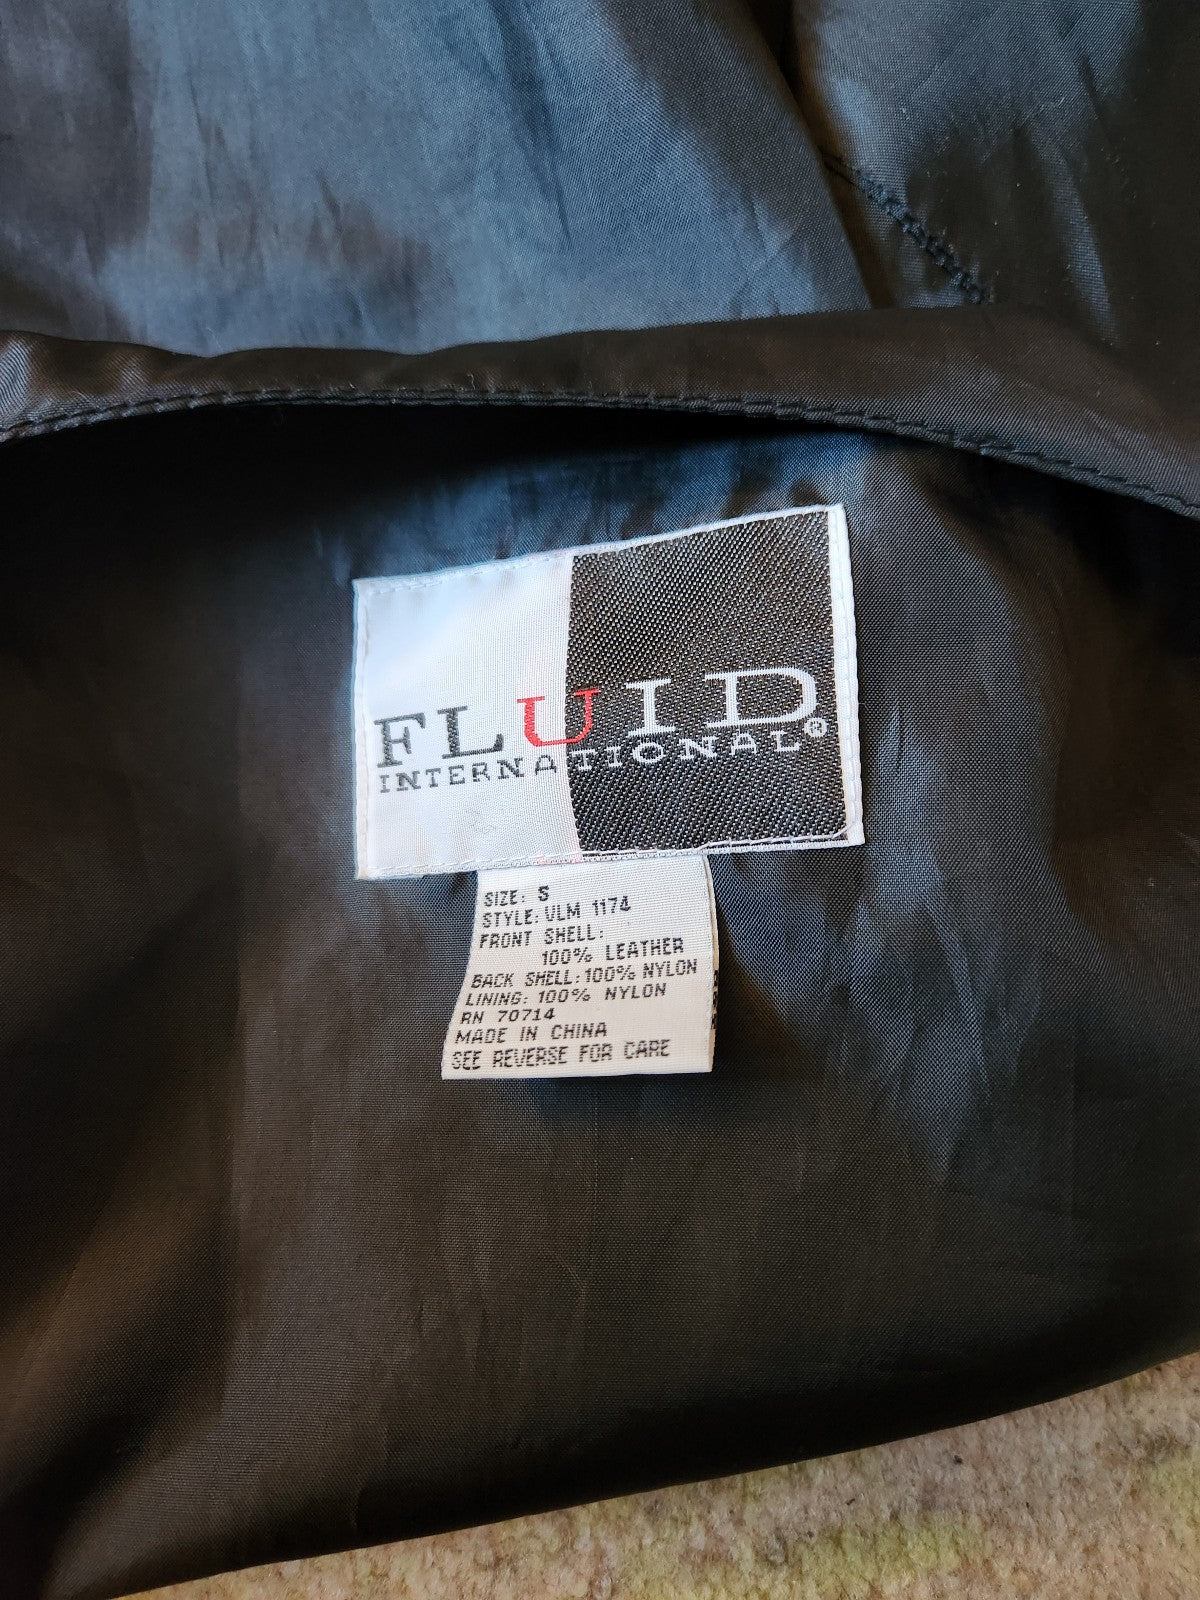 FLUID®
INTERNATIONAL
SIZE: S
STYLE: VLM 1174
FRONT SHELL:
100% LEATHER
BACK SHELL: 100% NYLON
LINING: 100% NYLON
RN 70714
MADE IN CHINA
SEE REVERSE FOR CARE